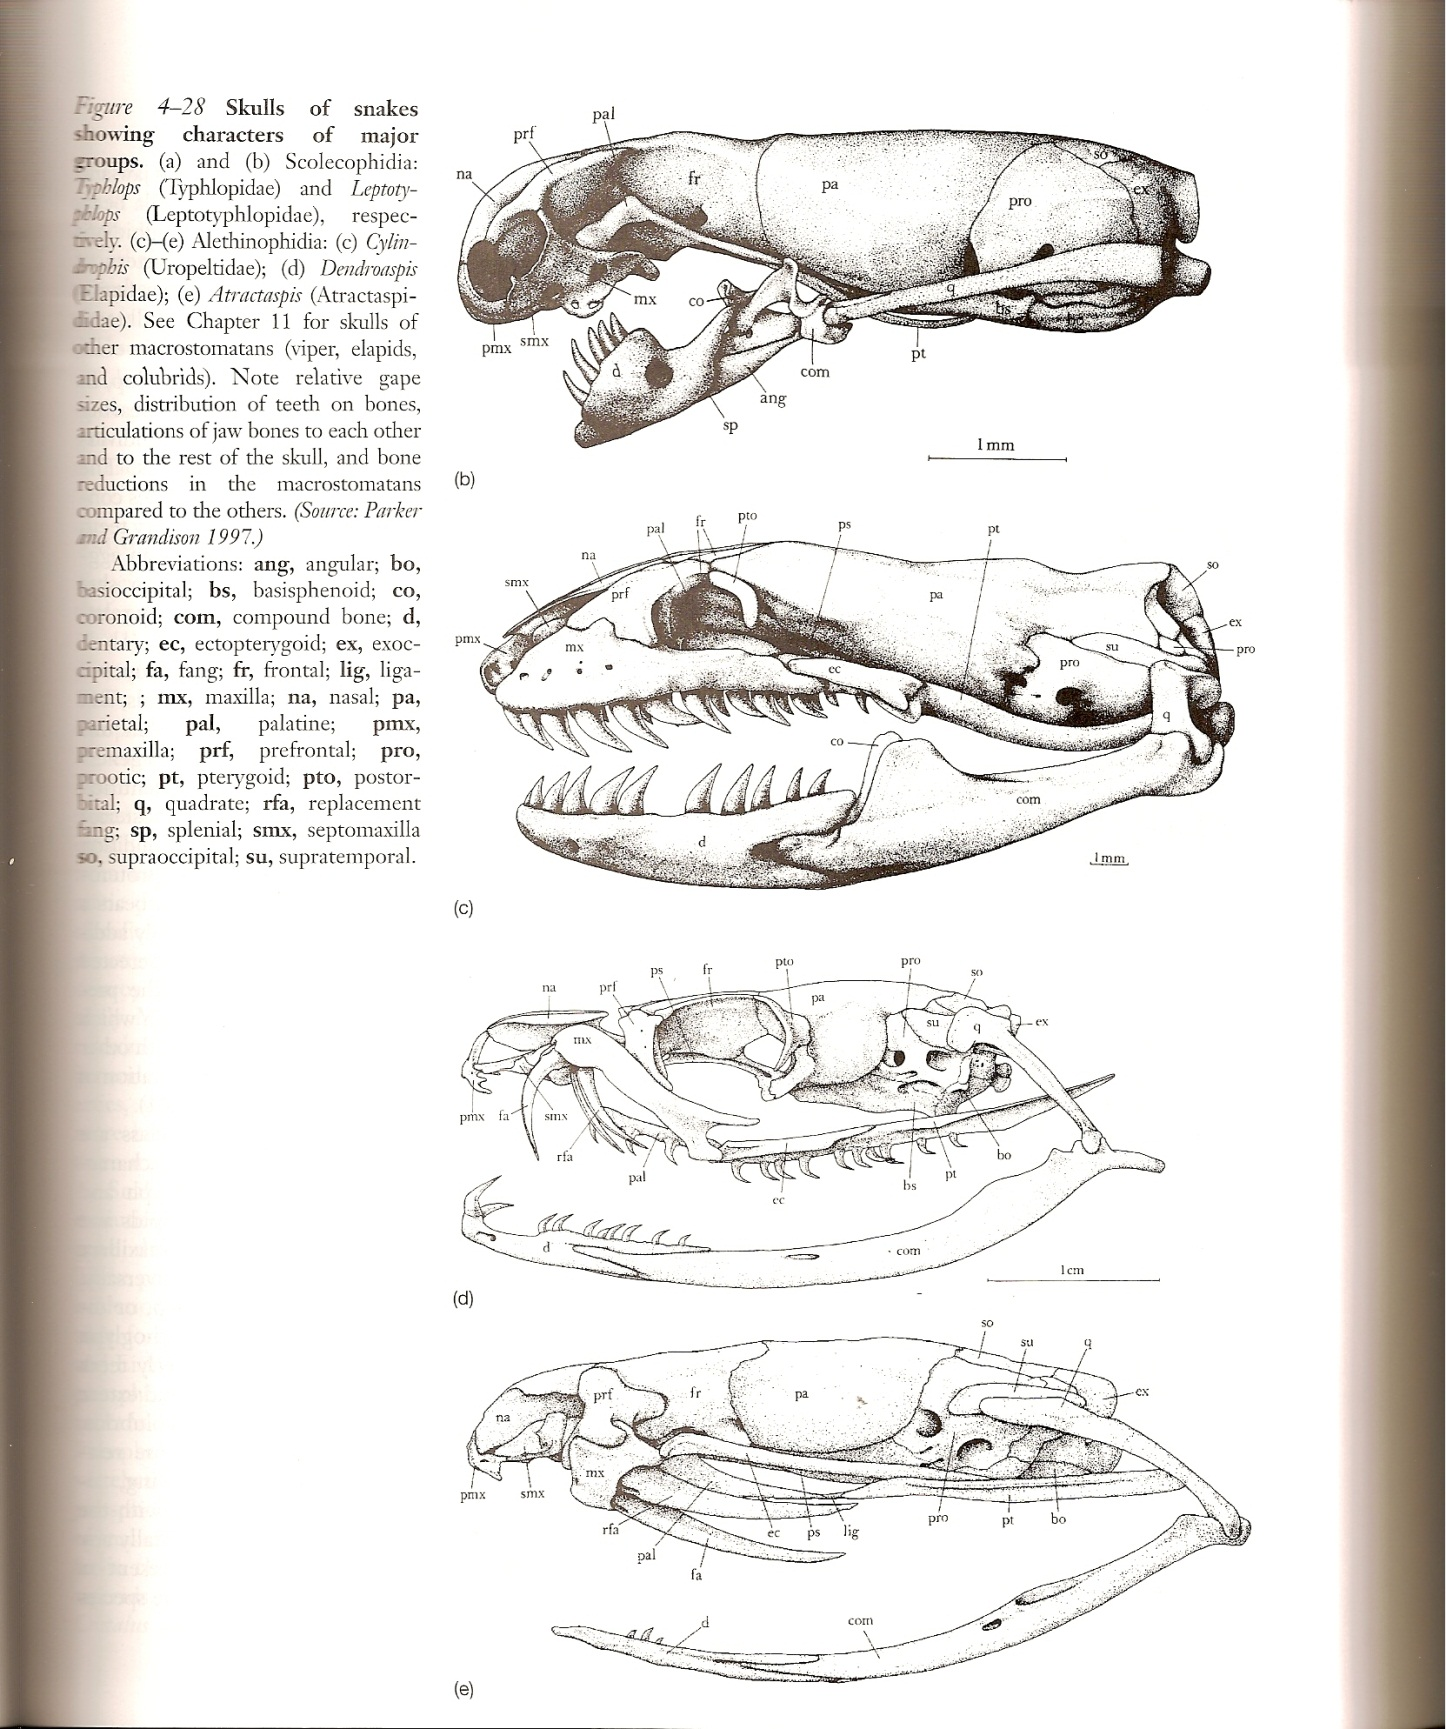 Figure 4–28 Skulls of snakes
showing characters of major
groups. (a) and (b) Scolecophidia:
Typhlops (Typhlopidae) and Leptoty-
phlops (Leptotyphlopidae), respec-
tively. (c)–(e) Alethinophidia: (c) Cylin-
drophis (Uropeltidae); (d) Dendroaspis
(Elapidae); (e) Atractaspis (Atractaspi-
didae). See Chapter 11 for skulls of
other macrostomatans (viper, elapids,
and colubrids). Note relative gape
sizes, distribution of teeth on bones,
articulations of jaw bones to each other
and to the rest of the skull, and bone
reductions in the macrostomatans
compared to the others. (Source: Parker
and Grandison 1997.)
Abbreviations: ang, angular; bo,
basioccipital; bs, basisphenoid; co,
coronoid; com, compound bone; d,
dentary; ec, ectopterygoid; ex, exoc-
cipital; fa, fang; fr, frontal; lig, liga-
ment; ; mx, maxilla; na, nasal; pa,
parietal; pal, palatine; pmx,
premaxilla; prf, prefrontal; pro,
prootic; pt, pterygoid; pto, postor-
bital; q, quadrate; rfa, replacement
fang; sp, splenial; smx, septomaxilla
so, supraoccipital; su, supratemporal.
pal
prf
na
fr
pa
so
ex
pro
mx
co
q
bs
pmx
smx
pt
d
com
ang
sp
1 mm
(b)
pal
fr
pto
ps
pt
na
smx
so
prf
pa
ex
pmx
mx
su
pro
pro
ec
q
co
com
d
1mm
(c)
ps
fr
pto
pro
so
na
prf
pa
su
q
ex
mx
pmx
fa
smx
rfa
pal
ec
bs
pt
bo
d
com
1cm
(d)
so
su
q
prf
fr
pa
ex
na
mx
pmx
smx
rfa
pal
fa
ec
ps
lig
pro
pt
bo
d
com
(e)